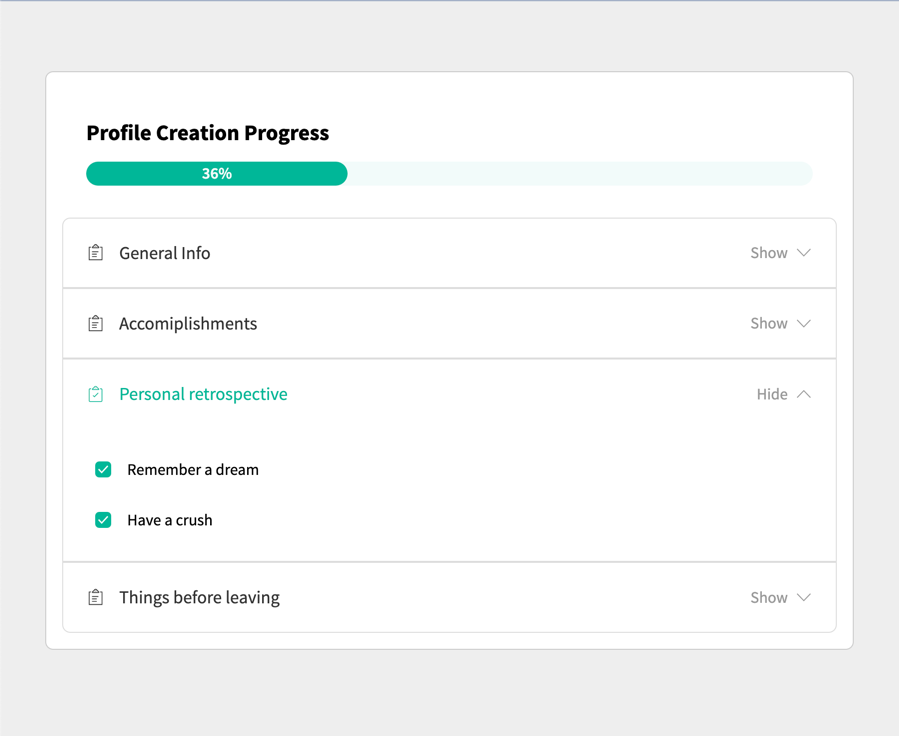 Profile Creation Progress
36%
General Info
Show
Accomiplishments
Show
Personal retrospective
Hide
Remember a dream
Have a crush
Things before leaving
Show